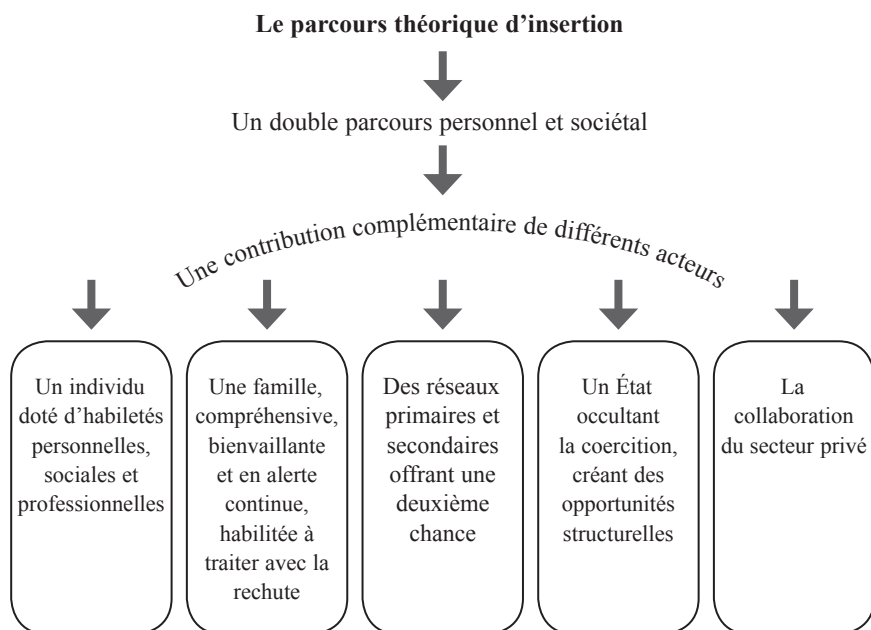 Le parcours théorique d’insertion
Un double parcours personnel et sociétal
Une contribution complémentaire de différents acteurs
Un individu
doté d’habiletés
personnelles,
sociales et
professionnelles
Une famille,
compréhensive,
bienvaillante
et en alerte
continue,
habilitée à
traiter avec la
rechute
Des réseaux
primaires et
secondaires
offrant une
deuxième
chance
Un État
occultant
la coercition,
créant des
opportunités
structurelles
La
collaboration
du secteur privé